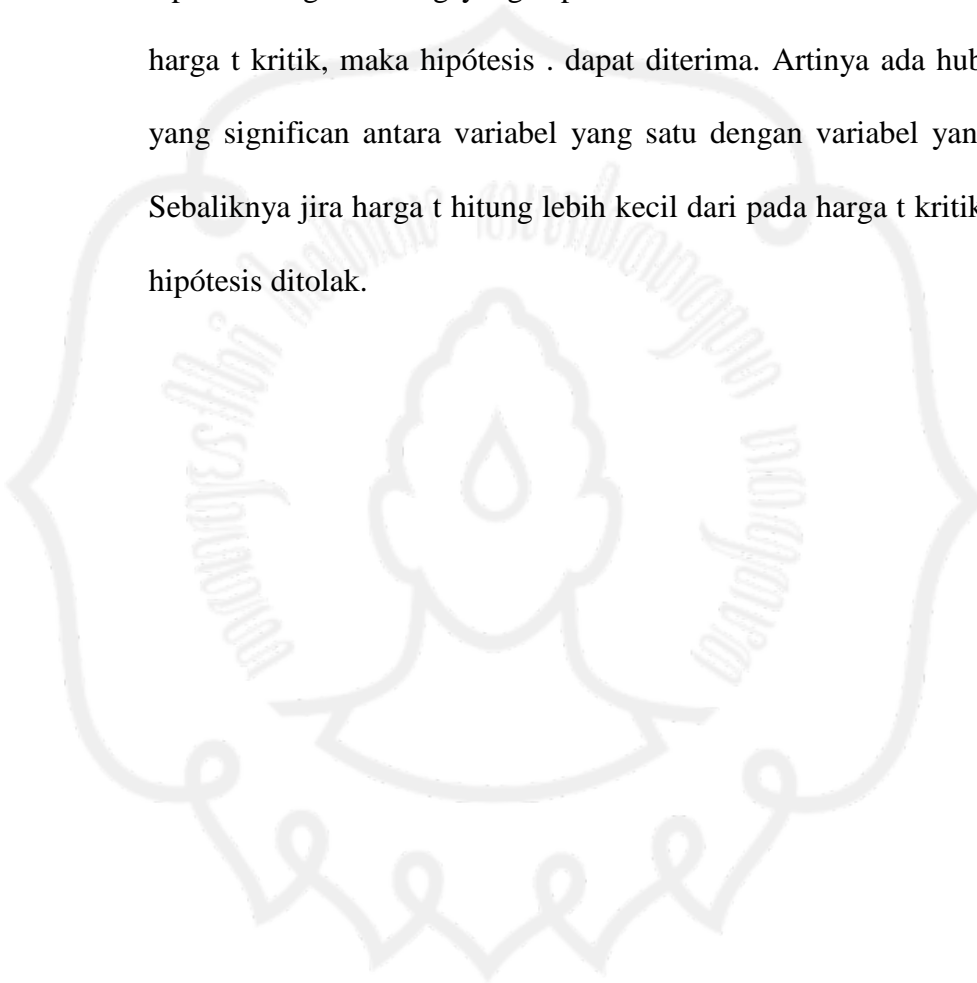 harga t kritik, maka hipótesis . dapat diterima. Artinya ada hub
yang significan antara variabel yang satu dengan variabel yan
Sebaliknya jira harga t hitung lebih kecil dari pada harga t kritik
hipótesis ditolak.